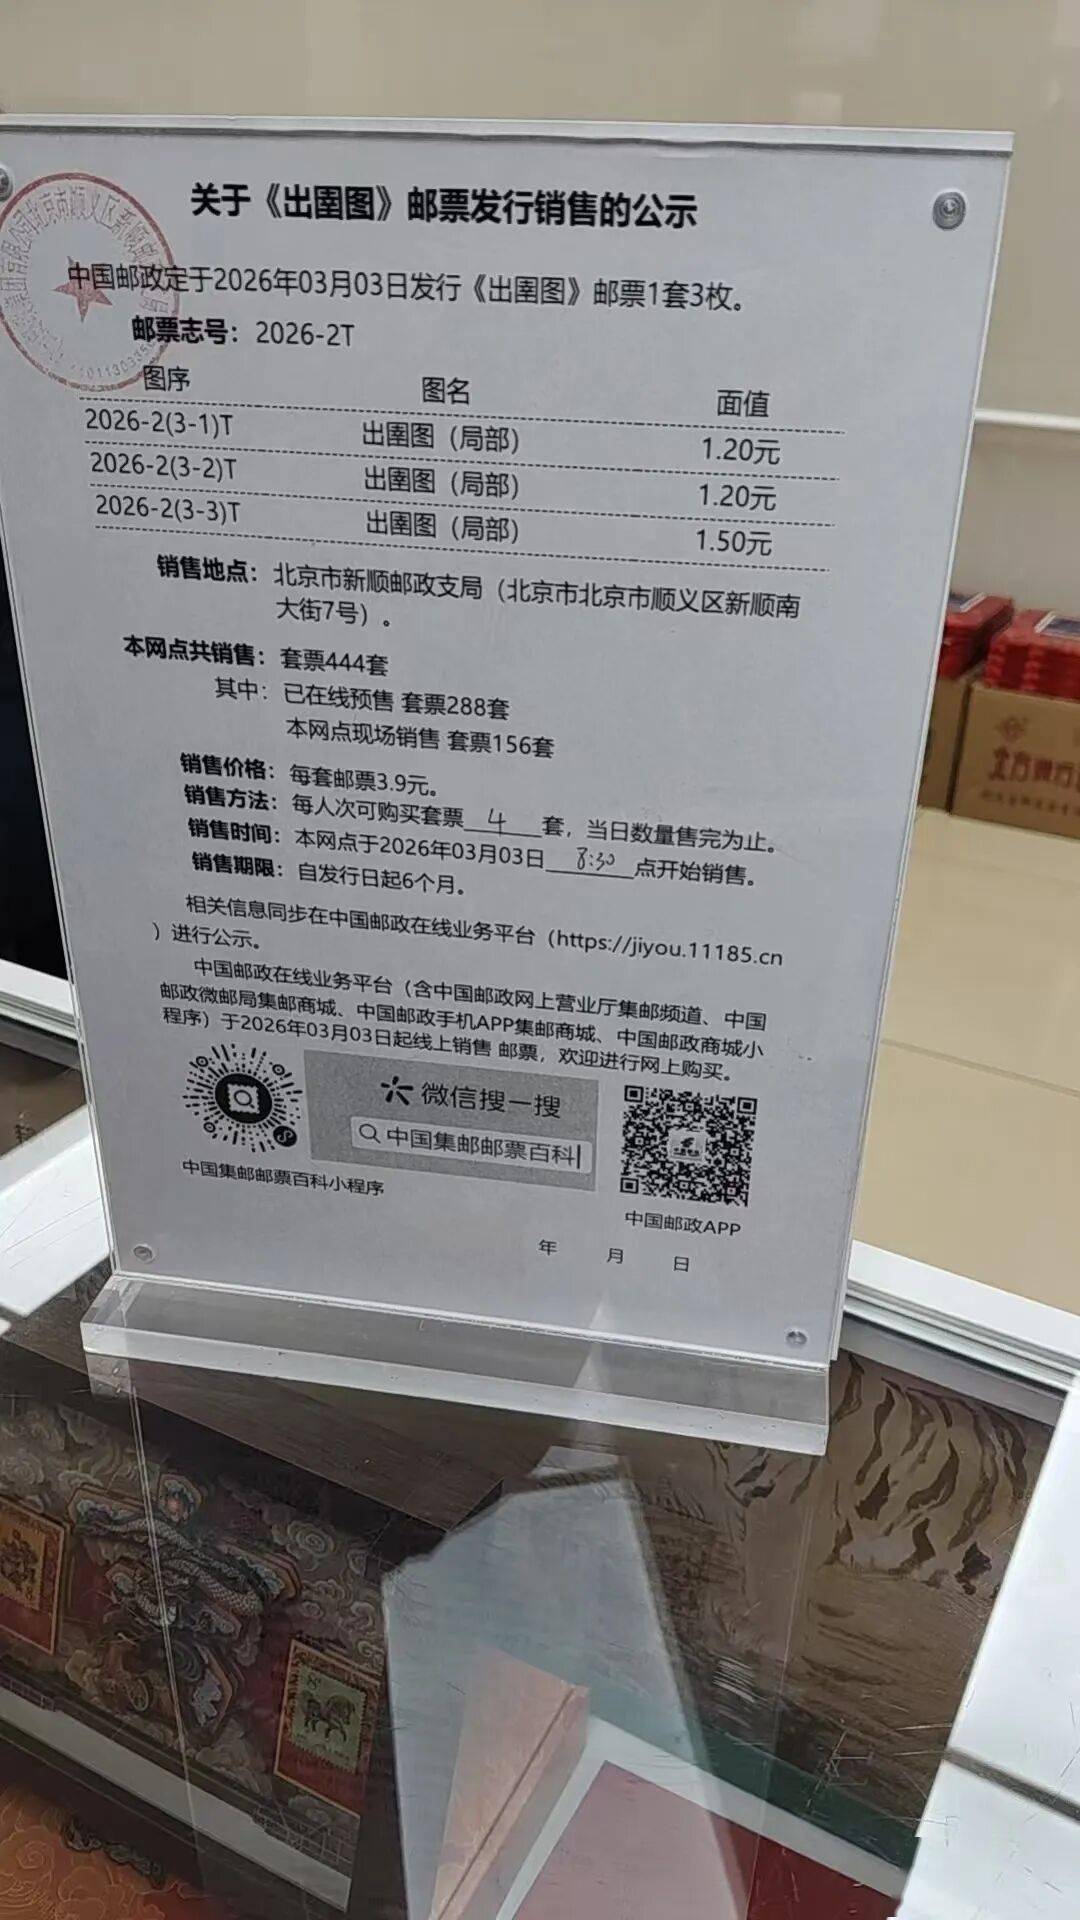 关于《出圉图》邮票发行销售的公示
中国邮政定于2026年03月03日发行《出圉图》邮票1套3枚。
邮票志号：2026-2T
图序 图名 面值
2026-2(3-1)T 出圉图（局部） 1.20元
2026-2(3-2)T 出圉图（局部） 1.20元
2026-2(3-3)T 出圉图（局部） 1.50元
销售地点：北京市新顺邮政支局（北京市北京市顺义区新顺南
大街7号）。
本网点共销售：套票444套
其中：已在线预售 套票288套
本网点现场销售 套票156套
销售价格：每套邮票3.9元。
销售方法：每人次可购买套票 4 套，当日数量售完为止。
销售时间：本网点于2026年03月03日 8:30 点开始销售。
销售期限：自发行日起6个月。
相关信息同步在中国邮政在线业务平台（https://jiyou.11185.cn
）进行公示。
中国邮政在线业务平台（含中国邮政网上营业厅集邮频道、中国
邮政微邮局集邮商城、中国邮政手机APP集邮商城、中国邮政商城小
程序）于2026年03月03日起线上销售 邮票，欢迎进行网上购买。
微信搜一搜
中国集邮邮票百科
中国集邮邮票百科小程序
中国邮政APP
年 月 日